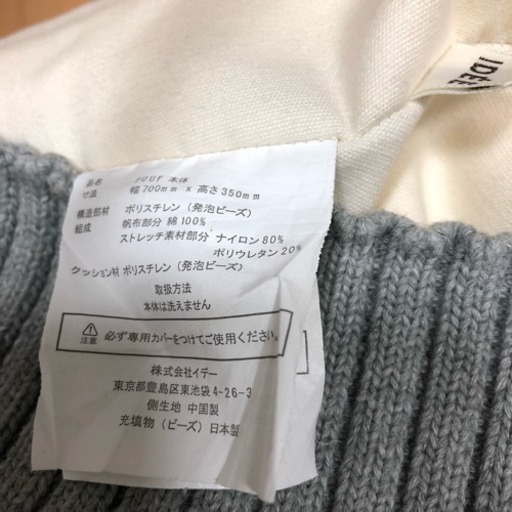 品名 POUF 本体
寸法 幅700mm x 高さ350mm
構造部材 ポリスチレン（発泡ビーズ）
組成 帆布部分 綿100%
ストレッチ素材部分 ナイロン80%
ポリウレタン20%
クッション材 ポリスチレン（発泡ビーズ）
取扱方法
本体は洗えません
注意 必ず専用カバーをつけてご使用ください。
株式会社イデー
東京都豊島区東池袋4-26-3
側生地 中国製
充填物（ビーズ）日本製
IDÉE